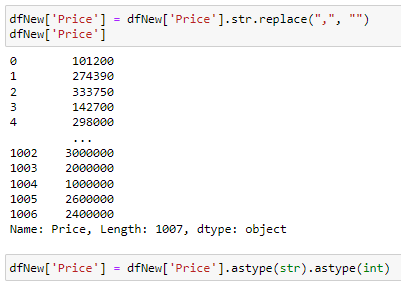 dfNew['Price'] = dfNew['Price'].str.replace(",", "")
dfNew['Price']
0 101200
1 274390
2 333750
3 142700
4 298000
...
1002 3000000
1003 2000000
1004 1000000
1005 2600000
1006 2400000
Name: Price, Length: 1007, dtype: object
dfNew['Price'] = dfNew['Price'].astype(str).astype(int)